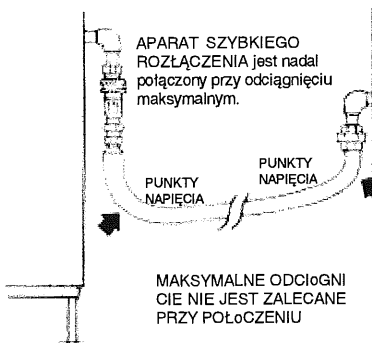 APARAT SZYBKIEGO
ROZŁĄCZENIA jest nadal
połączony przy odciągnięciu
maksymalnym.
PUNKTY
NAPIĘCIA
PUNKTY
NAPIĘCIA
MAKSYMALNE ODCIoGNI
CIE NIE JEST ZALECANE
PRZY POŁoCZENIU